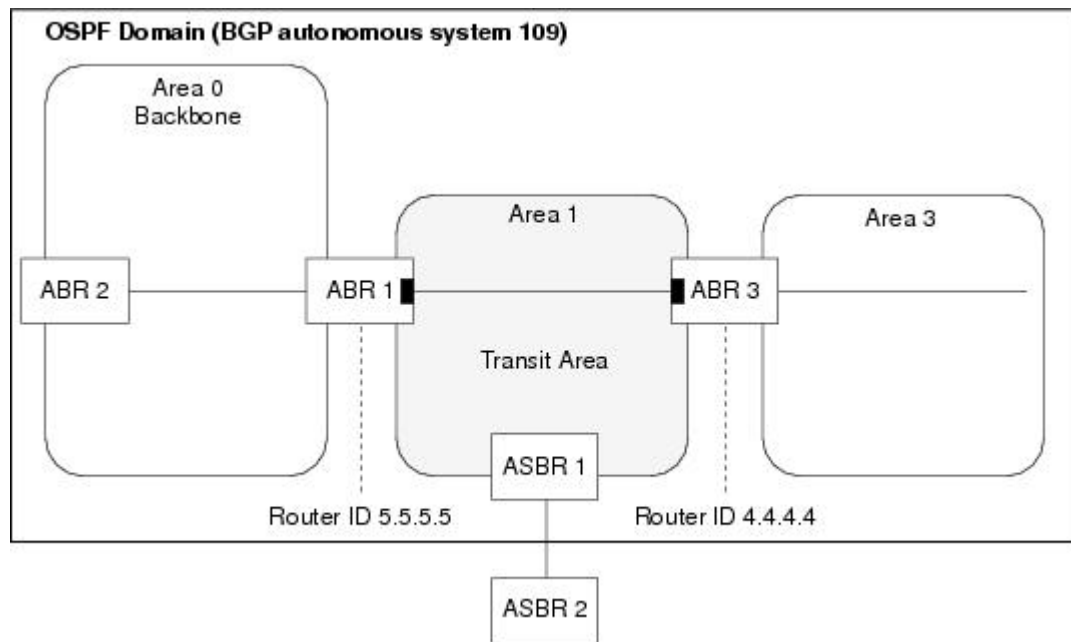 OSPF Domain (BGP autonomous system 109)
Area 0
Backbone
Area 1
Area 3
ABR 2
ABR 1
ABR 3
Transit Area
ASBR 1
Router ID 5.5.5.5
Router ID 4.4.4.4
ASBR 2